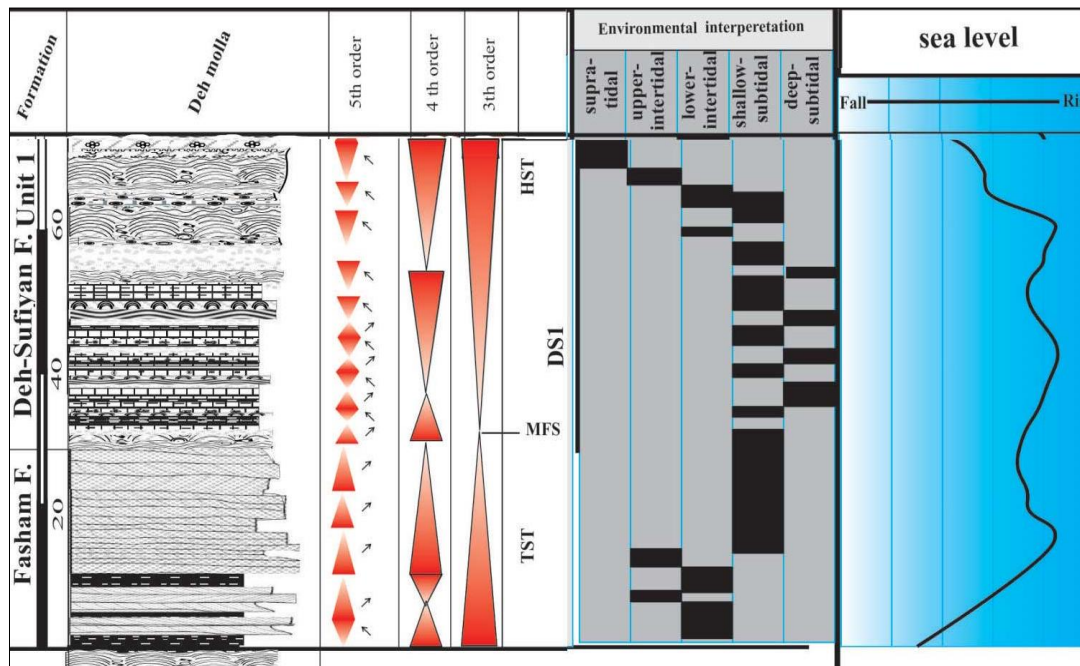 Formation
Deh molla
5th order
4 th order
3th order
Environmental interperetation
supra-
tidal
upper-
intertidal
lower-
intertidal
shallow-
subtidal
deep-
subtidal
sea level
Fall
Ri
Deh-Sufiyan F. Unit 1
Fasham F.
60
40
20
HST
DS1
MFS
TST